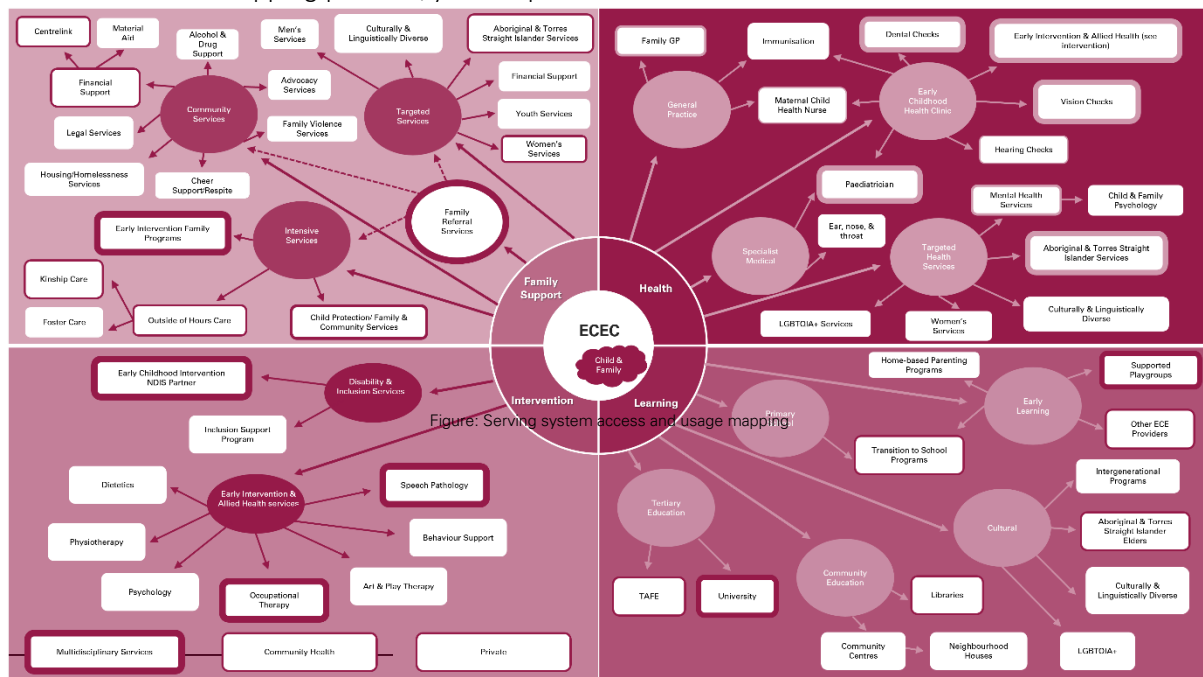 Centrelink
Material
Aid
Alcohol &
Drug
Support
Men's
Services
Culturally &
Linguistically Diverse
Aboriginal & Torres
Straight Islander Services
Financial
Support
Community
Services
Advocacy
Services
Targeted
Services
Financial Support
Youth Services
Legal Services
Family Violence
Services
Women's
Services
Housing/Homelessness
Services
Cheer
Support/Respite
Family
Referral
Services
Early Intervention Family
Programs
Intensive
Services
Kinship Care
Foster Care
Outside of Hours Care
Child Protection/ Family &
Community Services
Family
Support
Family GP
Immunisation
Dental Checks
Early Intervention & Allied Health (see
intervention)
General
Practice
Maternal Child
Health Nurse
Early
Childhood
Health Clinic
Vision Checks
Hearing Checks
Paediatrician
Mental Health
Services
Child & Family
Psychology
Specialist
Medical
Ear, nose, &
throat
Targeted
Health
Services
Aboriginal & Torres Straight
Islander Services
LGBTQIA+ Services
Women's
Services
Culturally & Linguistically
Diverse
Health
ECEC
Child &
Family
Intervention
Learning
Early Childhood Intervention
NDIS Partner
Disability &
Inclusion Services
Inclusion Support
Program
Figure: Serving system access and usage mapping
Dietetics
Early Intervention &
Allied Health services
Speech Pathology
Physiotherapy
Behaviour Support
Psychology
Occupational
Therapy
Art & Play Therapy
Multidisciplinary Services
Community Health
Private
Home-based Parenting
Programs
Supported
Playgroups
Primary
Early
Learning
Other ECE
Providers
Transition to School
Programs
Tertiary
Education
Intergenerational
Programs
Cultural
Aboriginal & Torres
Straight Islander
Elders
TAFE
University
Community
Education
Libraries
Culturally &
Linguistically Diverse
Community
Centres
Neighbourhood
Houses
LGBTQIA+